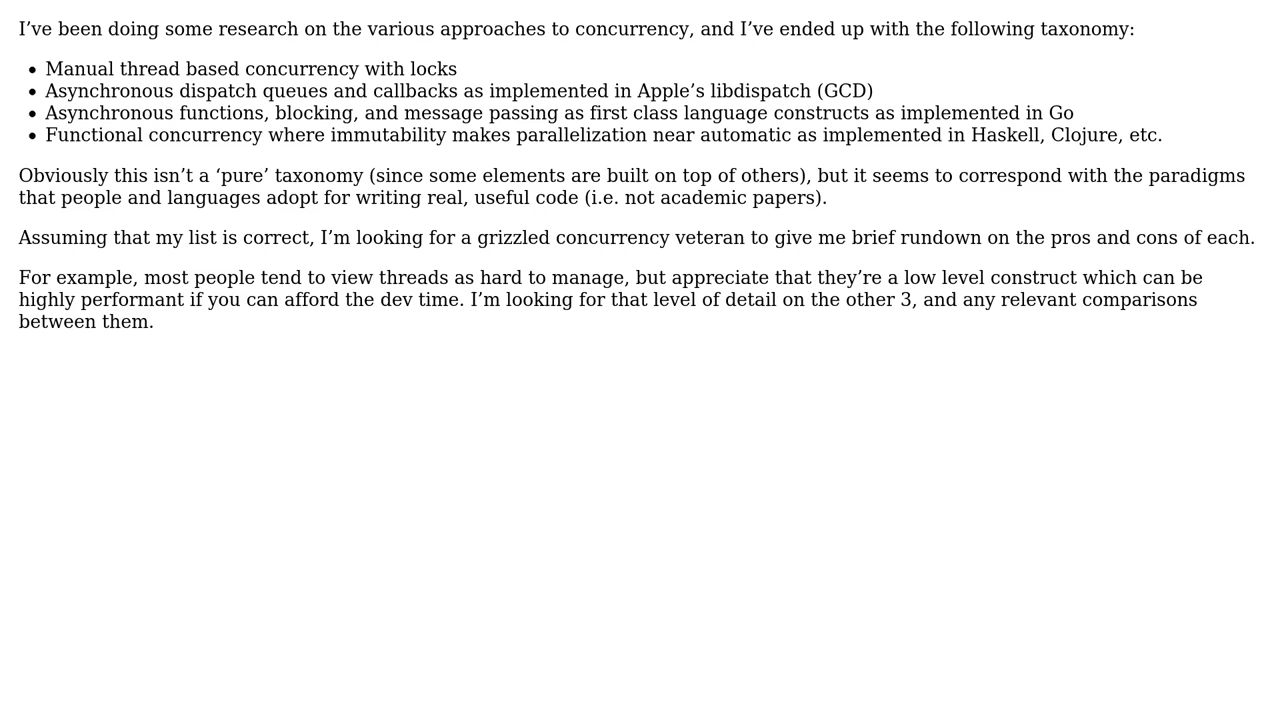 I’ve been doing some research on the various approaches to concurrency, and I’ve ended up with the following taxonomy:
• Manual thread based concurrency with locks
• Asynchronous dispatch queues and callbacks as implemented in Apple’s libdispatch (GCD)
• Asynchronous functions, blocking, and message passing as first class language constructs as implemented in Go
• Functional concurrency where immutability makes parallelization near automatic as implemented in Haskell, Clojure, etc.
Obviously this isn’t a ‘pure’ taxonomy (since some elements are built on top of others), but it seems to correspond with the paradigms
that people and languages adopt for writing real, useful code (i.e. not academic papers).
Assuming that my list is correct, I’m looking for a grizzled concurrency veteran to give me brief rundown on the pros and cons of each.
For example, most people tend to view threads as hard to manage, but appreciate that they’re a low level construct which can be
highly performant if you can afford the dev time. I’m looking for that level of detail on the other 3, and any relevant comparisons
between them.